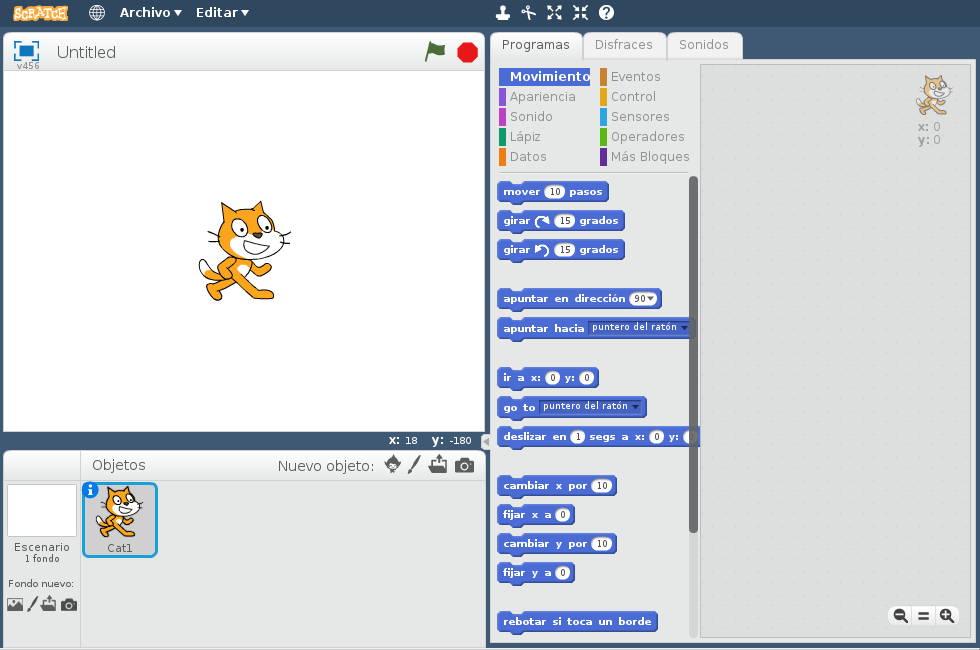 SCRATCH Archivo ▾ Editar ▾
v456
Untitled
x: 18 y: -180
Objetos Nuevo objeto:
Escenario
1 fondo
Fondo nuevo:
Cat1
Programas Disfraces Sonidos
Movimiento Eventos
Apariencia Control
Sonido Sensores
Lápiz Operadores
Datos Más Bloques
mover 10 pasos
girar 15 grados
girar 15 grados
apuntar en dirección 90▾
apuntar hacia puntero del ratón
ir a x: 0 y: 0
go to puntero del ratón
deslizar en 1 segs a x: 0 y:
cambiar x por 10
fijar x a 0
cambiar y por 10
fijar y a 0
rebotar si toca un borde
x: 0
y: 0